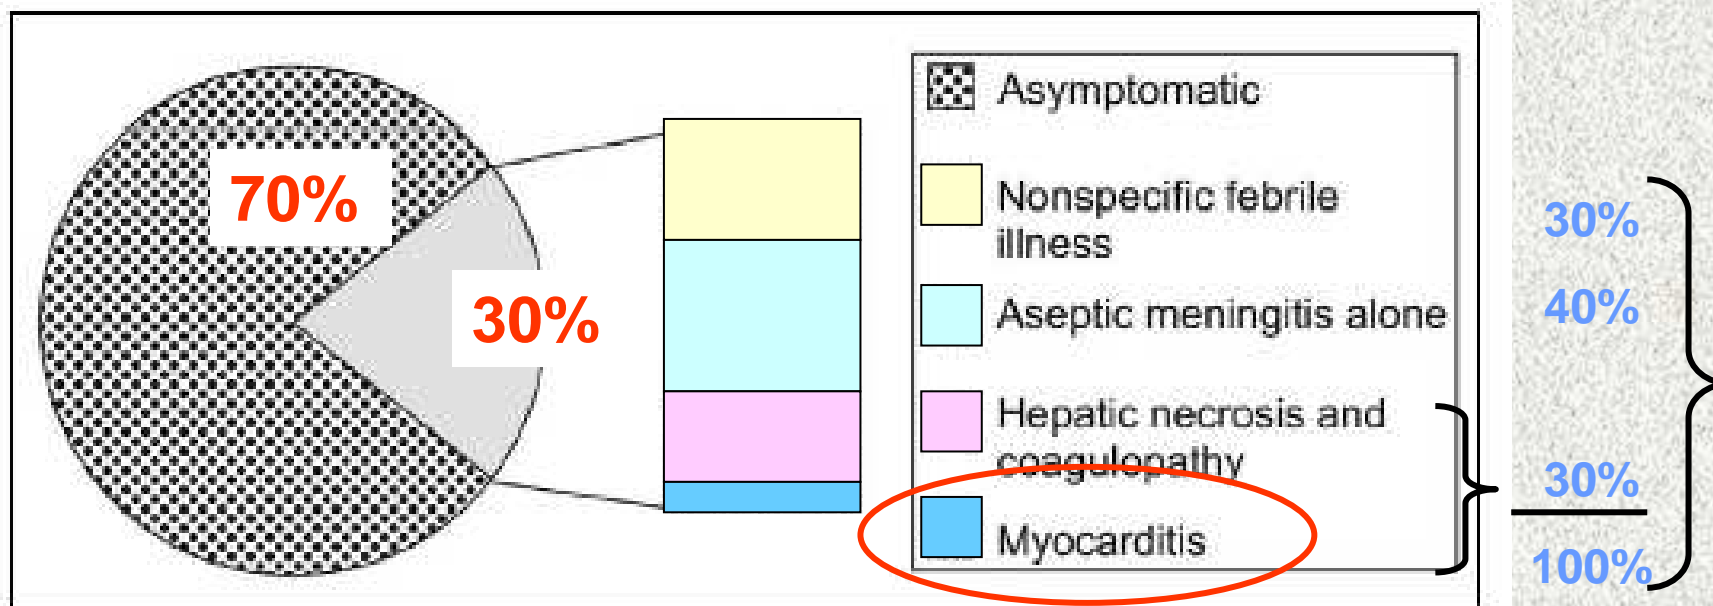 70%
30%
Asymptomatic
Nonspecific febrile
illness
Aseptic meningitis alone
Hepatic necrosis and
coagulopathy
Myocarditis
30%
40%
30%
100%